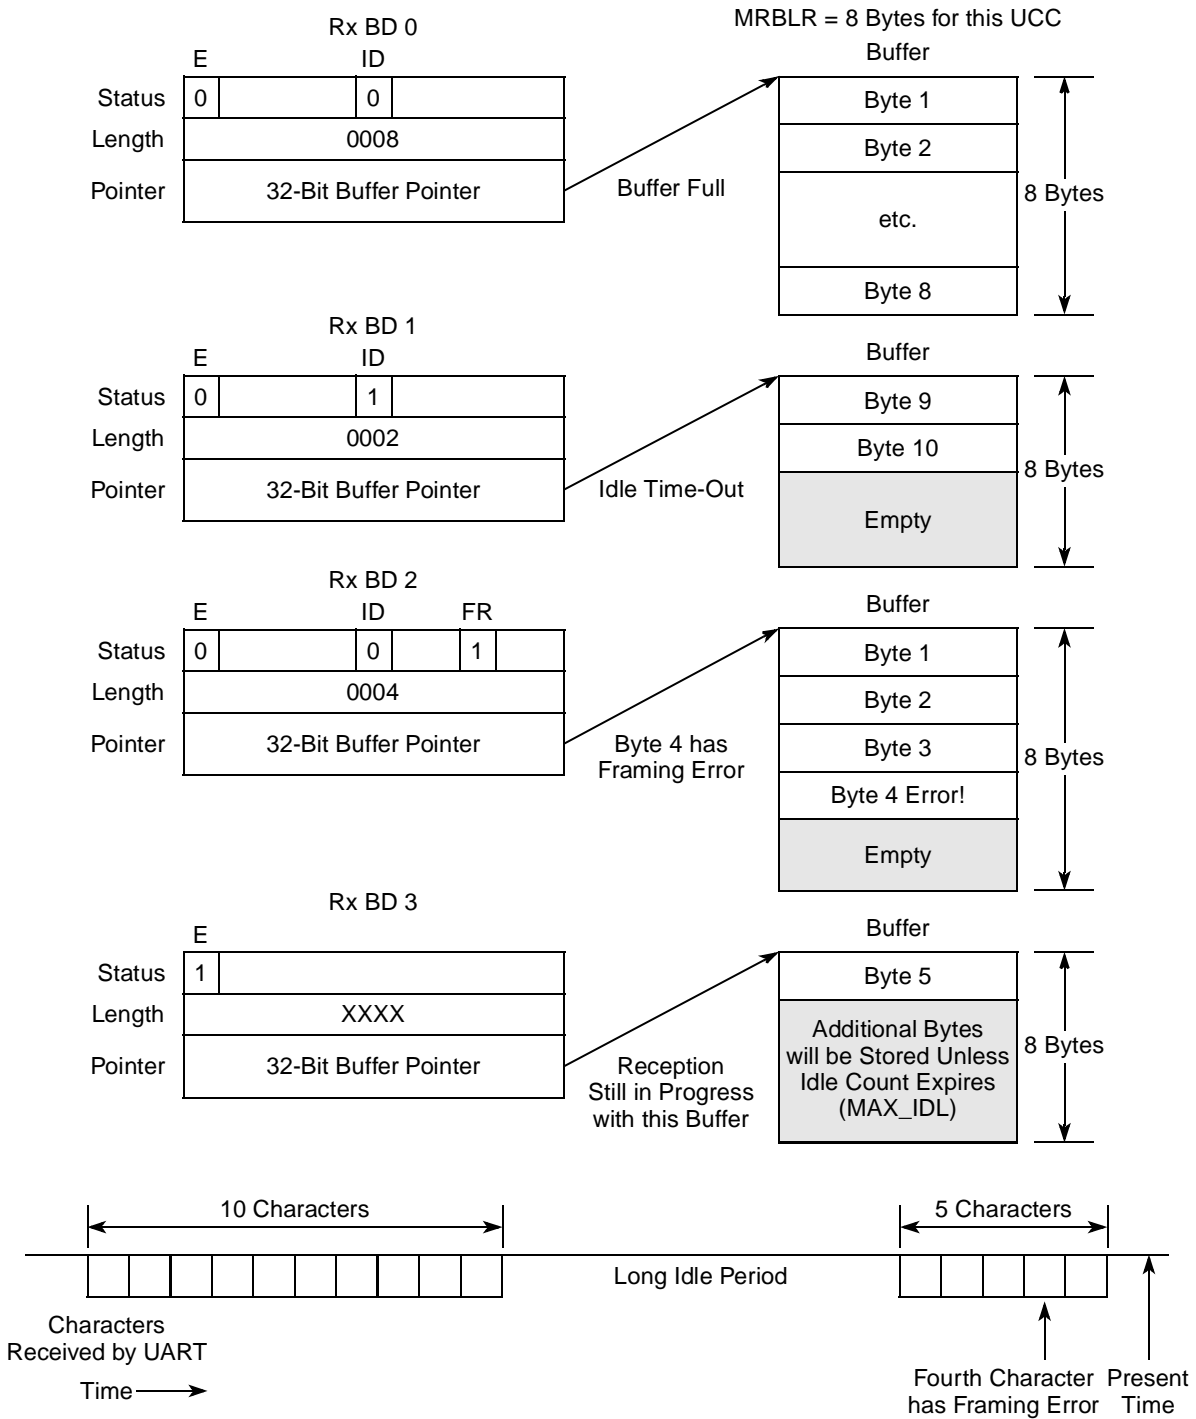 MRBLR = 8 Bytes for this UCC
Rx BD 0
Buffer
E ID
Status 0 0
Length 0008
Pointer 32-Bit Buffer Pointer
Buffer Full
Byte 1
Byte 2
etc.
Byte 8
8 Bytes
Rx BD 1
Buffer
E ID
Status 0 1
Length 0002
Pointer 32-Bit Buffer Pointer
Idle Time-Out
Byte 9
Byte 10
Empty
8 Bytes
Rx BD 2
Buffer
E ID FR
Status 0 0 1
Length 0004
Pointer 32-Bit Buffer Pointer
Byte 4 has
Framing Error
Byte 1
Byte 2
Byte 3
Byte 4 Error!
Empty
8 Bytes
Rx BD 3
Buffer
E
Status 1
Length XXXX
Pointer 32-Bit Buffer Pointer
Reception
Still in Progress
with this Buffer
Byte 5
Additional Bytes
will be Stored Unless
Idle Count Expires
(MAX_IDL)
8 Bytes
10 Characters
5 Characters
Long Idle Period
Characters
Received by UART
Time
Fourth Character
has Framing Error
Present
Time